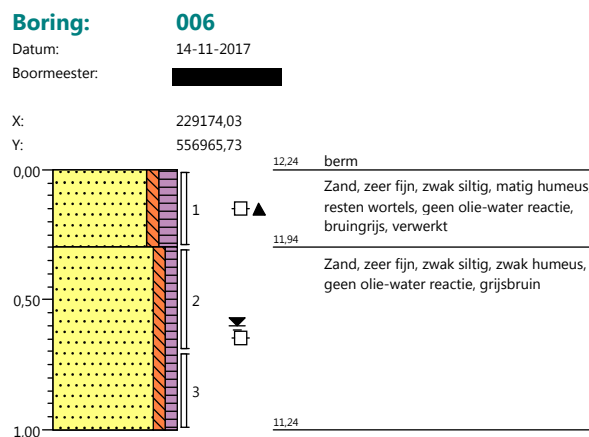 Boring: 006
Datum: 14-11-2017
Boormeester:
X: 229174,03
Y: 556965,73
12,24 berm
0,00
Zand, zeer fijn, zwak siltig, matig humeus
resten wortels, geen olie-water reactie,
bruingrijs, verwerkt
1
11,94
Zand, zeer fijn, zwak siltig, zwak humeus,
geen olie-water reactie, grijsbruin
0,50
2
3
11,24
1,00